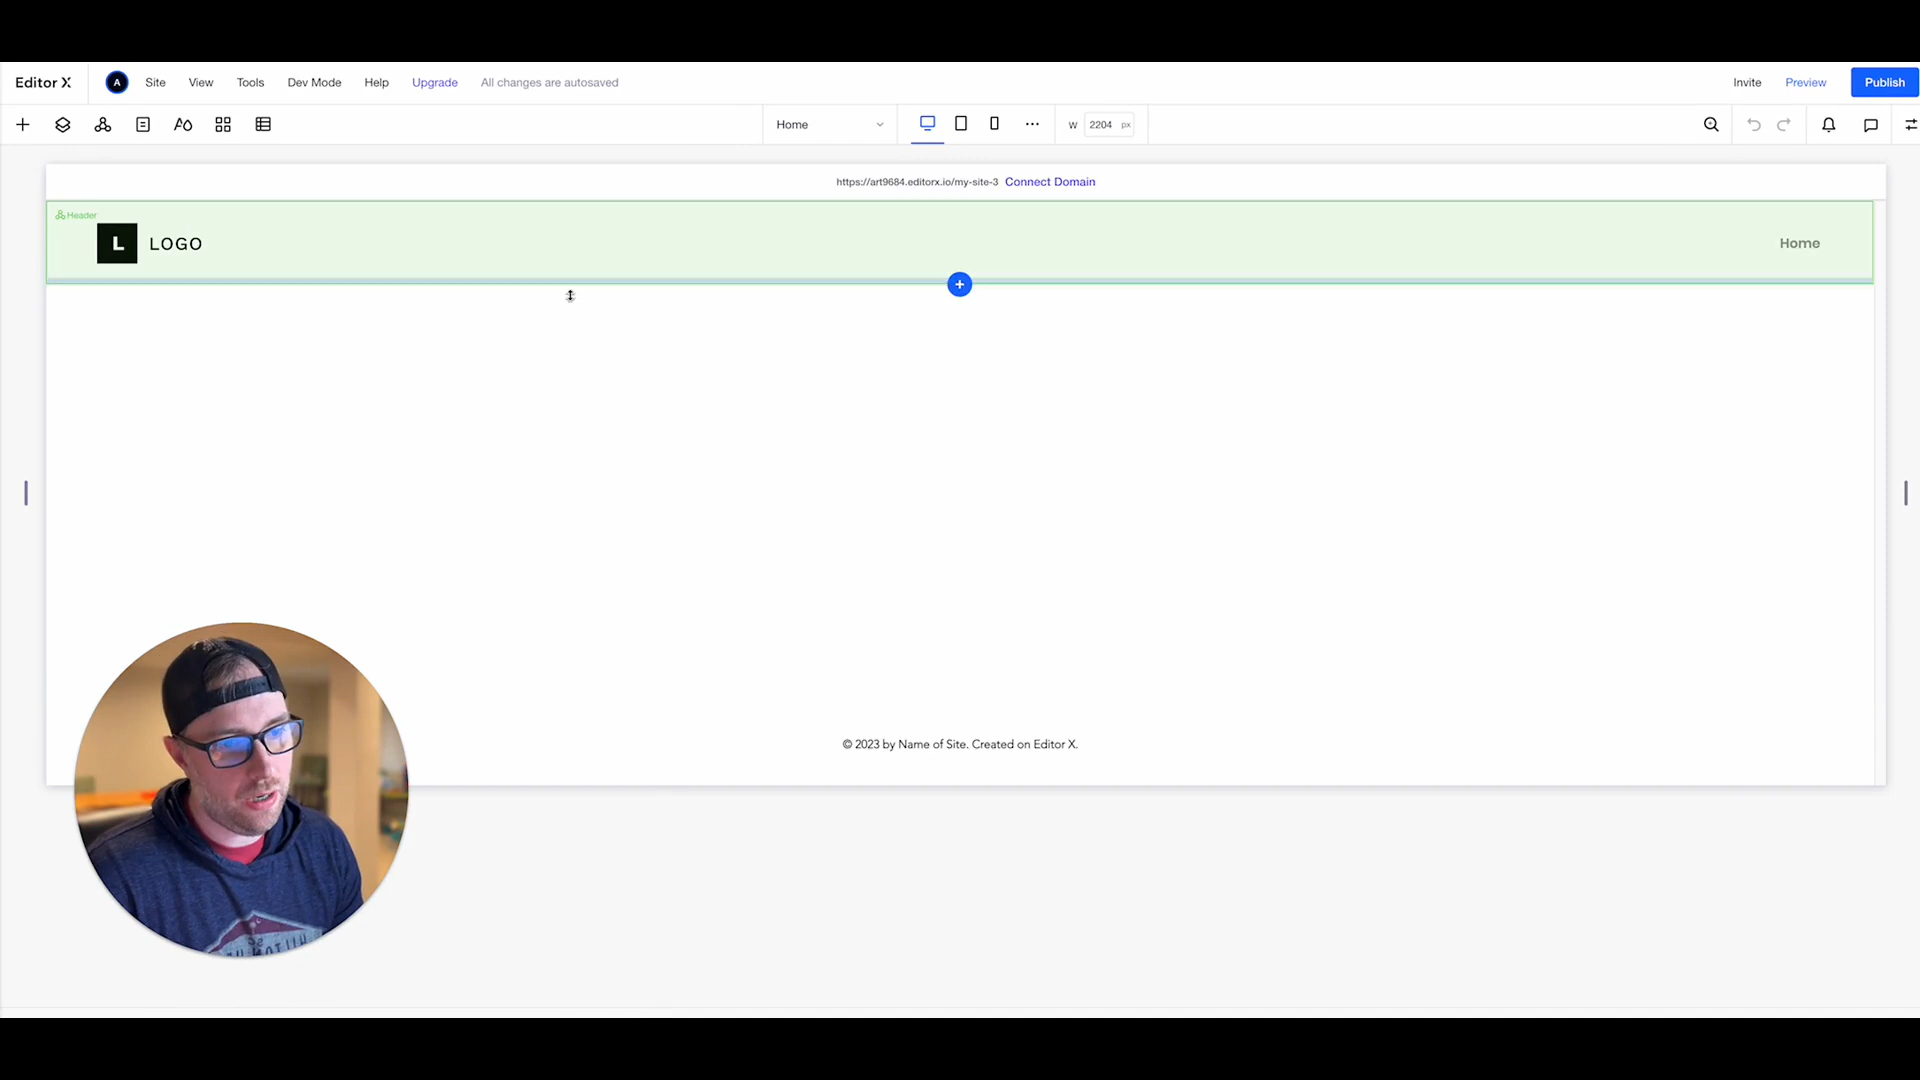 Editor X A Site View Tools Dev Mode Help Upgrade All changes are autosaved Invite Preview Publish
Home W 2204 px
https://art9684.editorx.io/my-site-3 Connect Domain
Header
L LOGO Home
© 2023 by Name of Site. Created on Editor X.